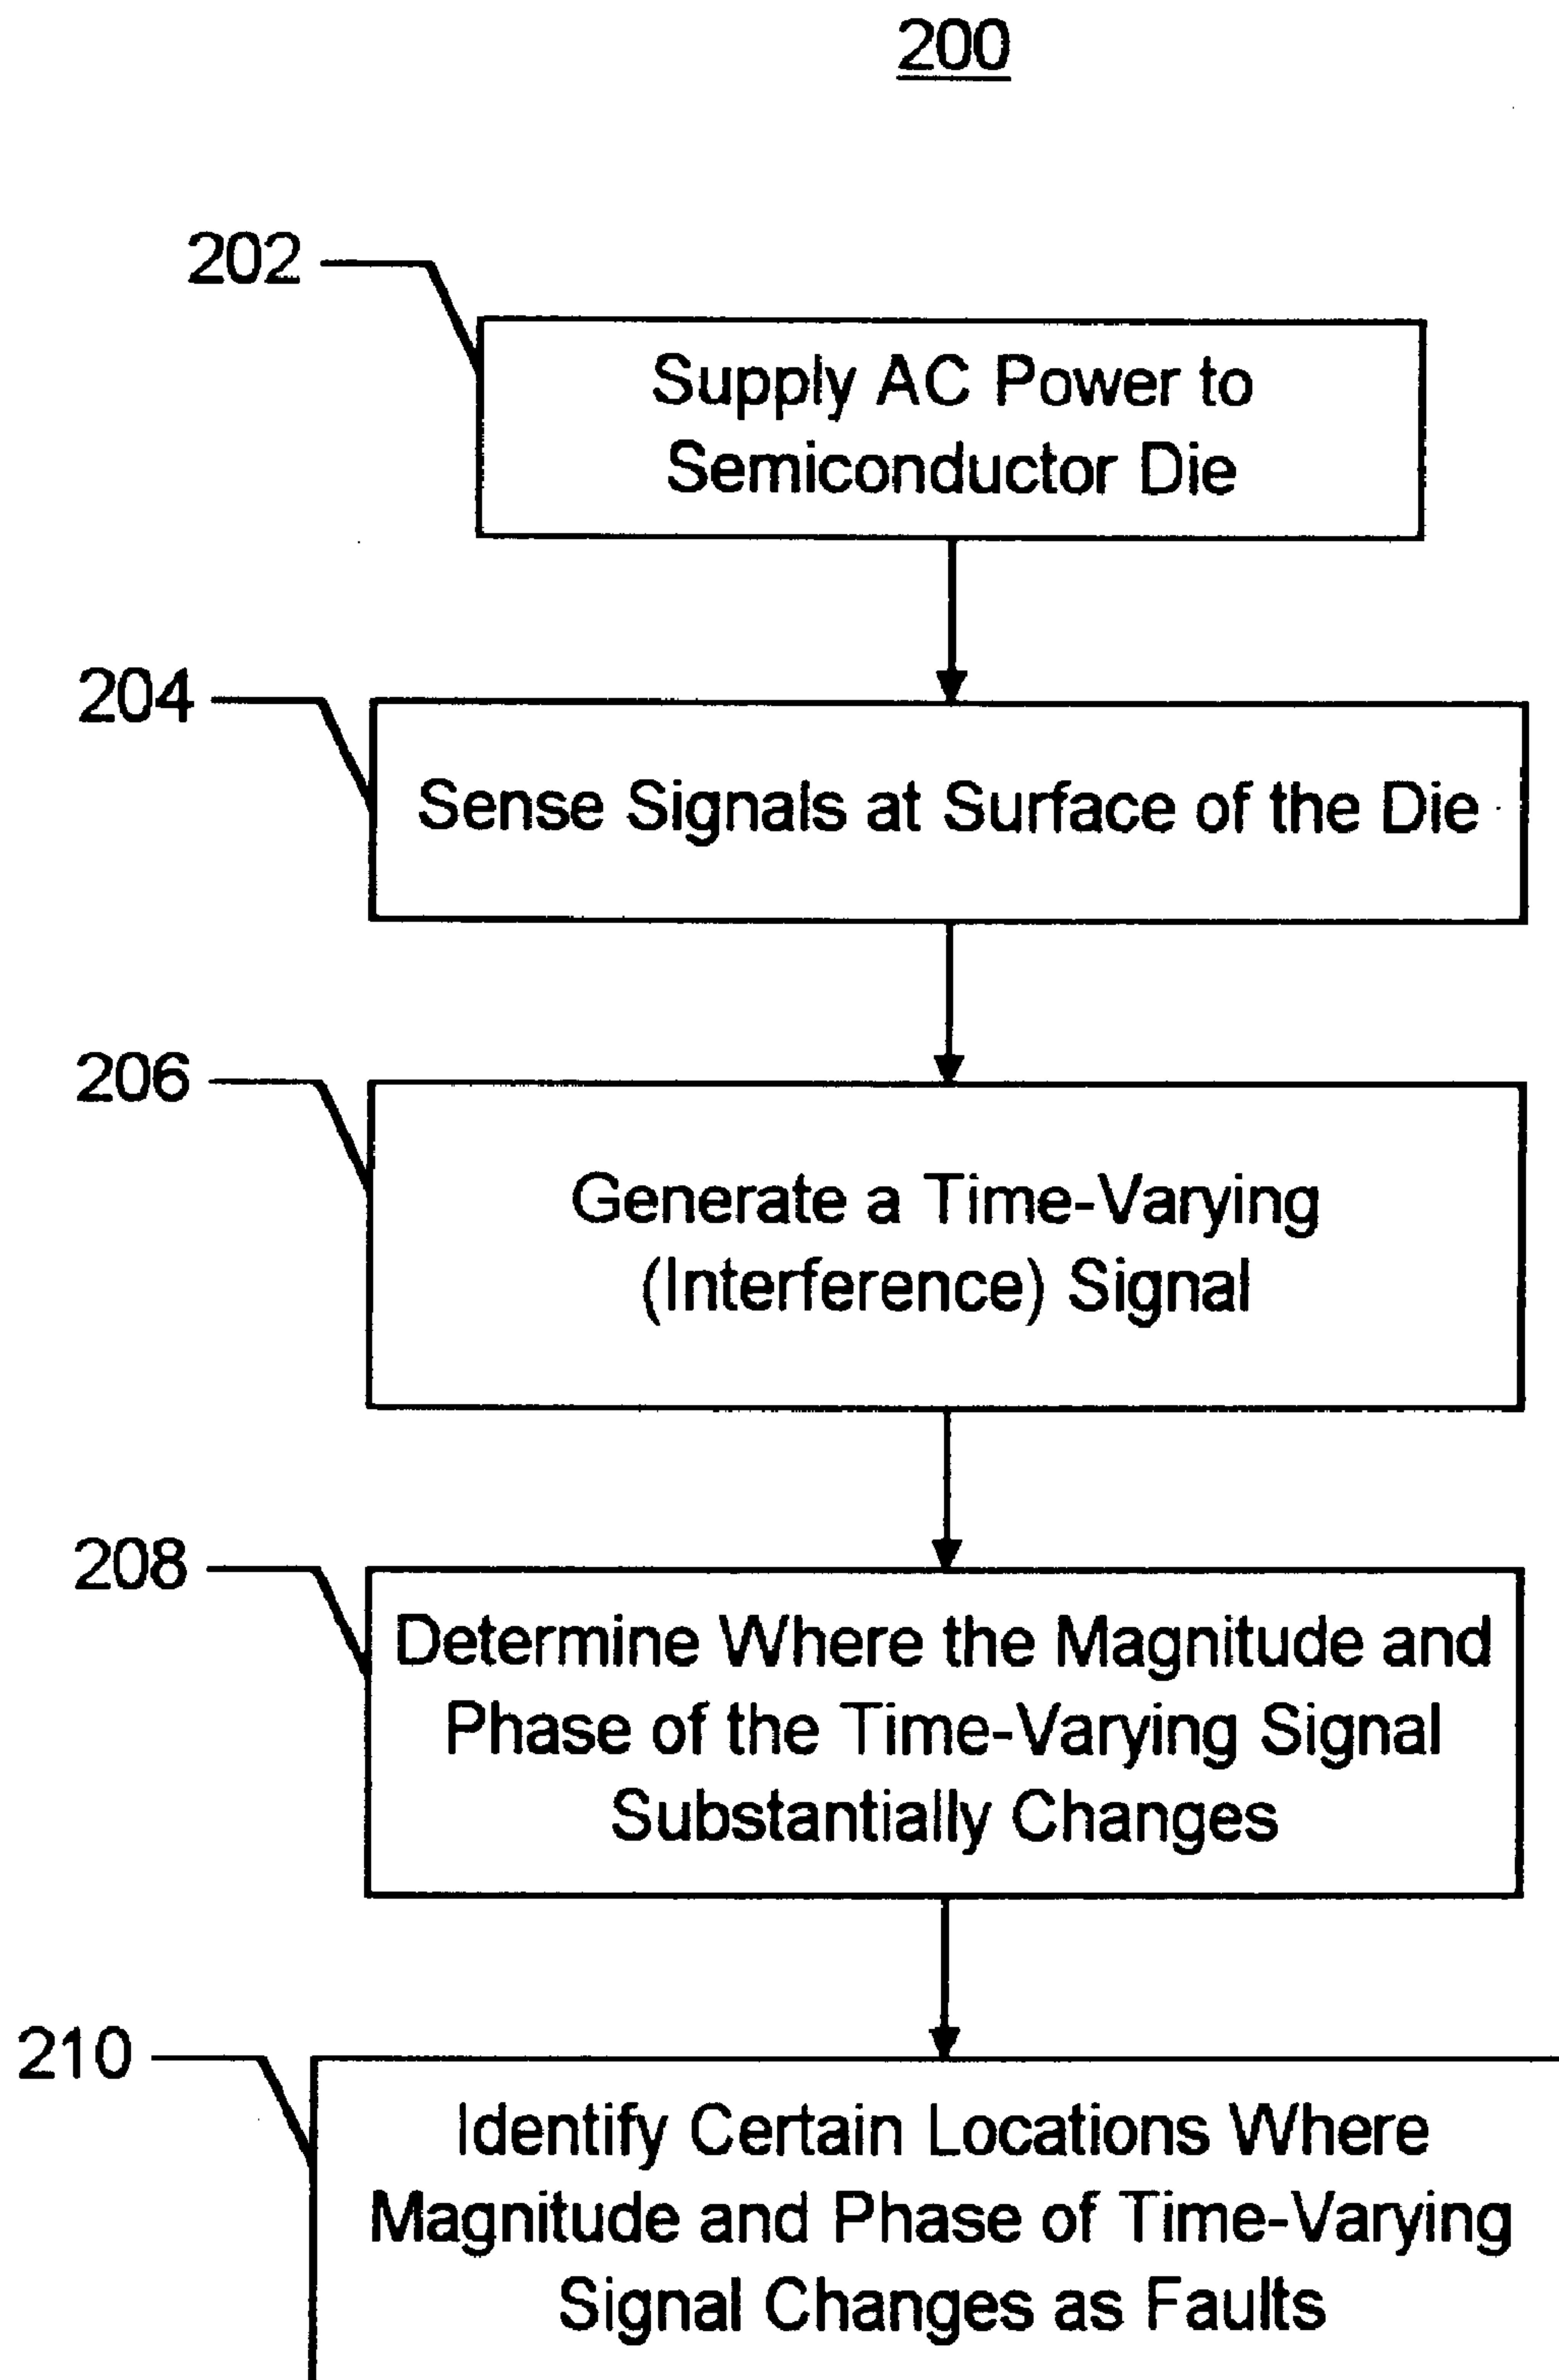 200
202
Supply AC Power to
Semiconductor Die
204
Sense Signals at Surface of the Die
206
Generate a Time-Varying
(Interference) Signal
208
Determine Where the Magnitude and
Phase of the Time-Varying Signal
Substantially Changes
210
Identify Certain Locations Where
Magnitude and Phase of Time-Varying
Signal Changes as Faults